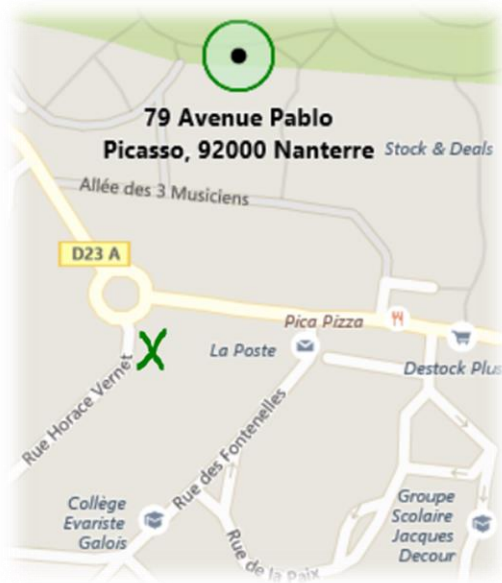 79 Avenue Pablo
Picasso, 92000 Nanterre
Stock & Deals
Allée des 3 Musiciens
D23 A
Pica Pizza
La Poste
Destock Plus
Rue Horace Vernet
X
Rue des Fontenelles
Collège
Evariste
Galois
Groupe
Scolaire
Jacques
Decour
Rue de la Paix